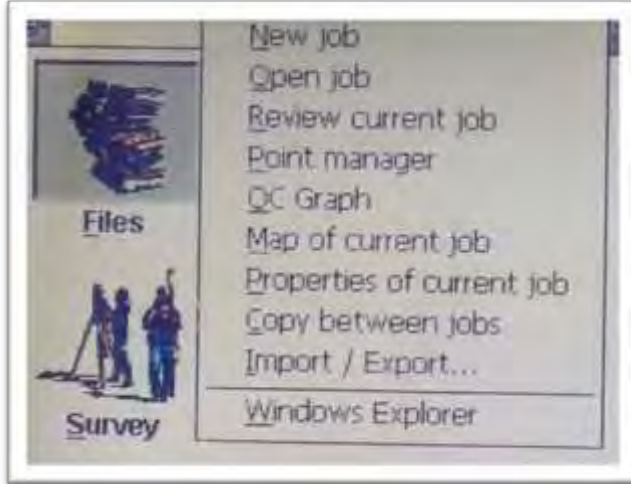 New job
Open job
Review current job
Point manager
QC Graph
Map of current job
Properties of current job
Copy between jobs
Import / Export...
Windows Explorer
Files
Survey